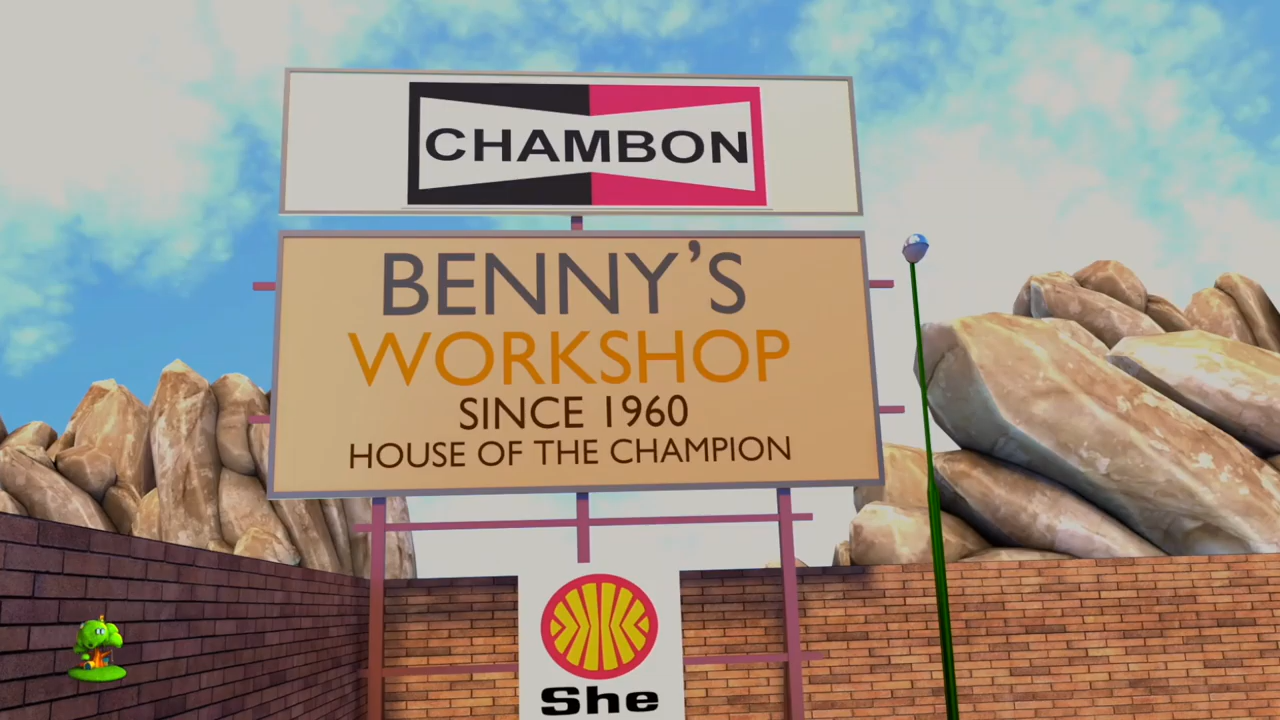 CHAMBON
BENNY'S
WORKSHOP
SINCE 1960
HOUSE OF THE CHAMPION
She